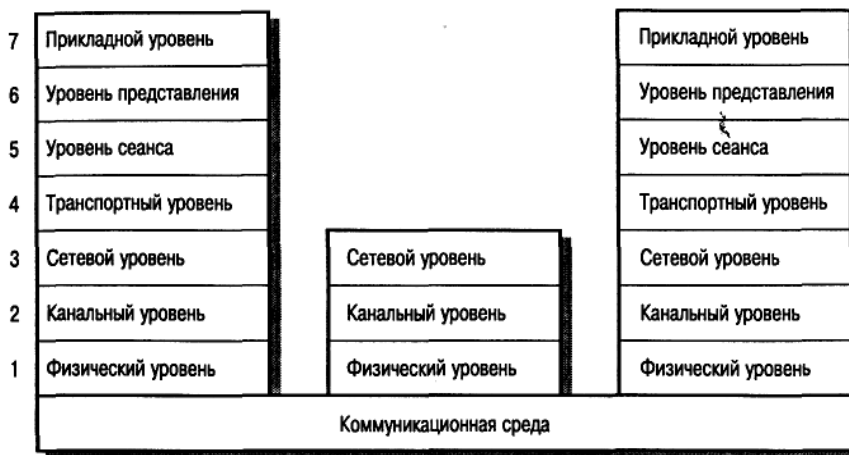 7 Прикладной уровень Прикладной уровень
6 Уровень представления Уровень представления
5 Уровень сеанса Уровень сеанса
4 Транспортный уровень Транспортный уровень
3 Сетевой уровень Сетевой уровень Сетевой уровень
2 Канальный уровень Канальный уровень Канальный уровень
1 Физический уровень Физический уровень Физический уровень
Коммуникационная среда